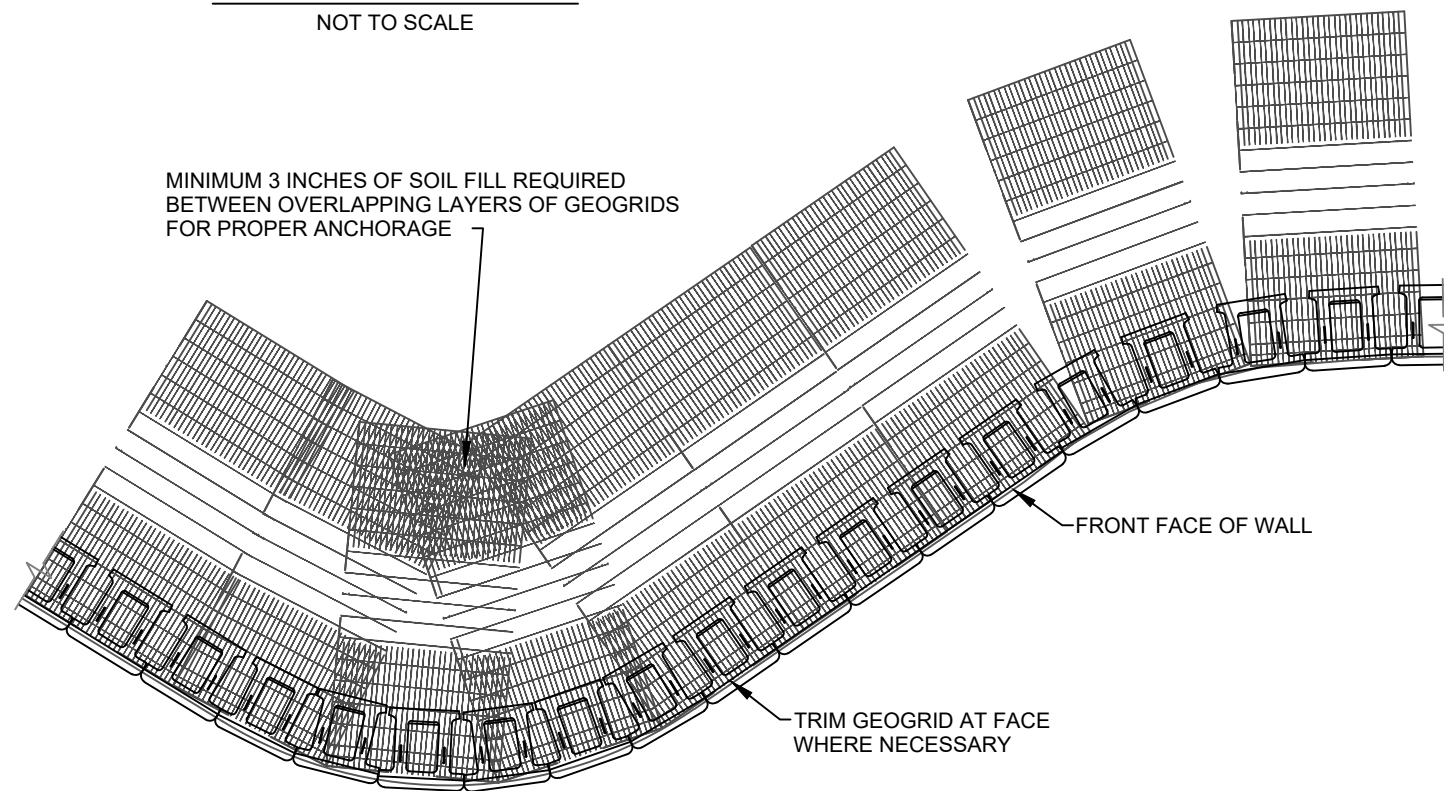 NOT TO SCALE
MINIMUM 3 INCHES OF SOIL FILL REQUIRED
BETWEEN OVERLAPPING LAYERS OF GEOGRIDS
FOR PROPER ANCHORAGE
FRONT FACE OF WALL
TRIM GEOGRID AT FACE
WHERE NECESSARY